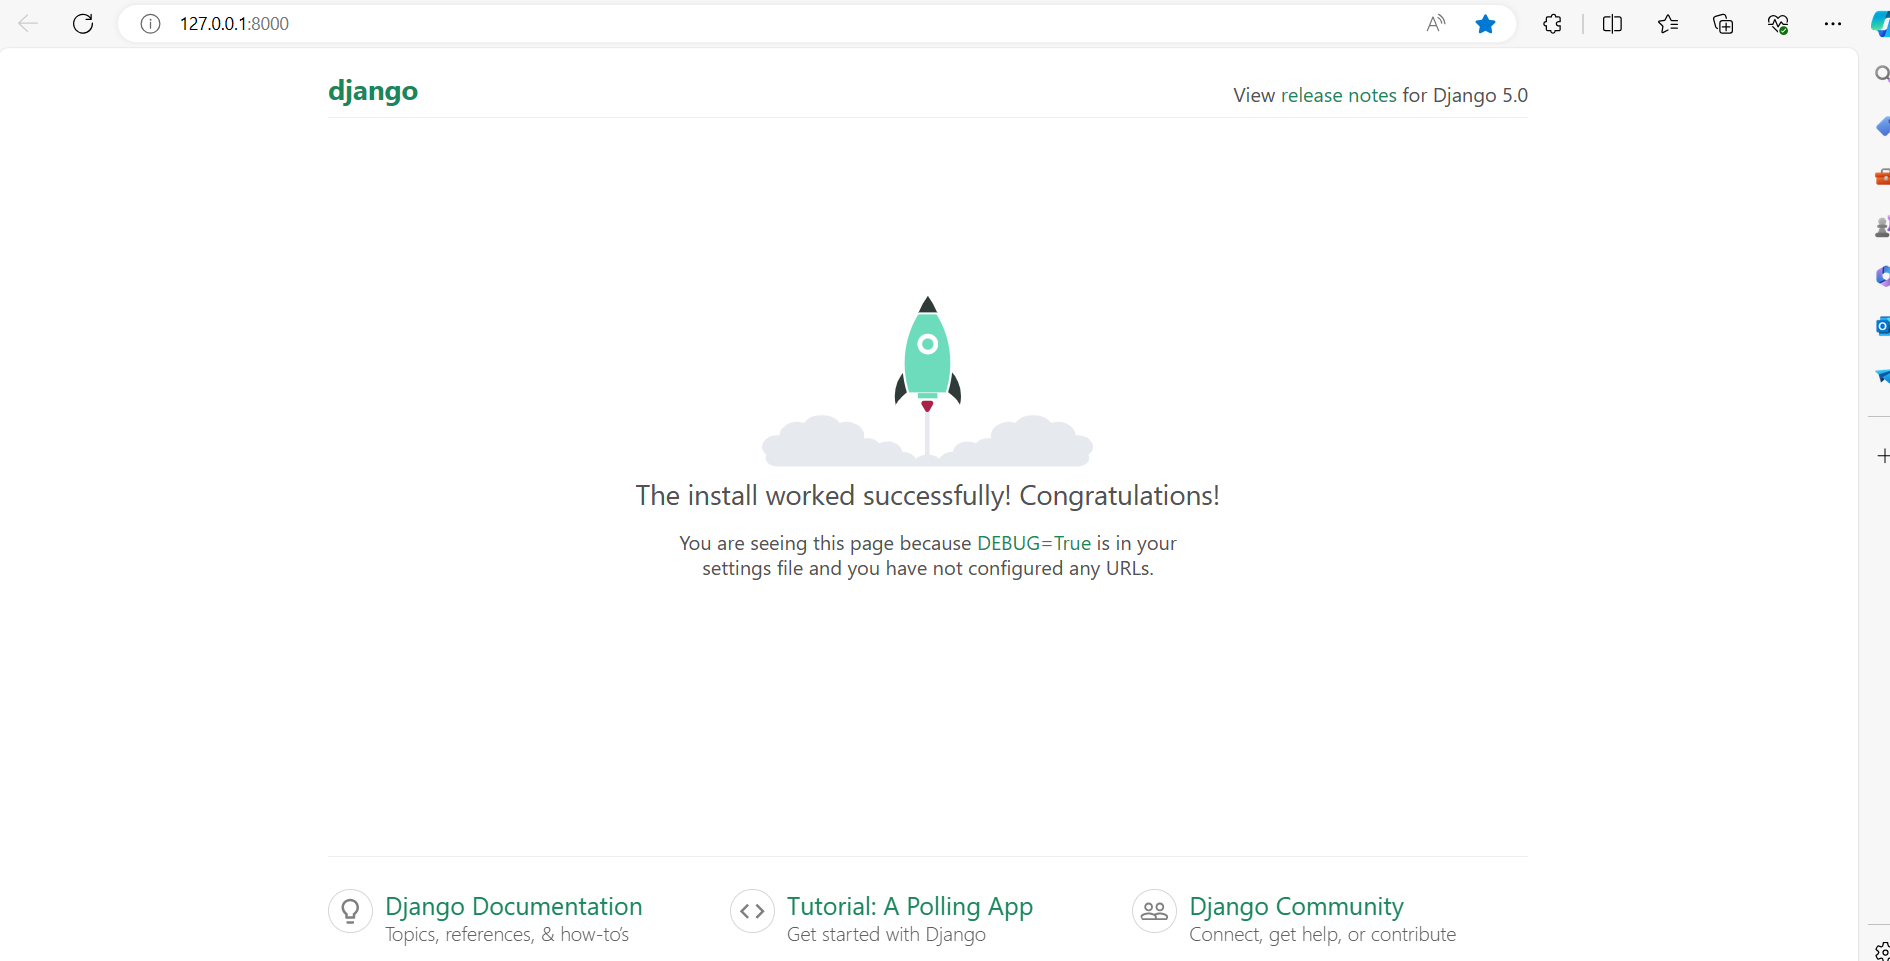 127.0.0.1:8000
django
View release notes for Django 5.0
The install worked successfully! Congratulations!
You are seeing this page because DEBUG=True is in your
settings file and you have not configured any URLs.
Django Documentation
Topics, references, & how-to's
Tutorial: A Polling App
Get started with Django
Django Community
Connect, get help, or contribute